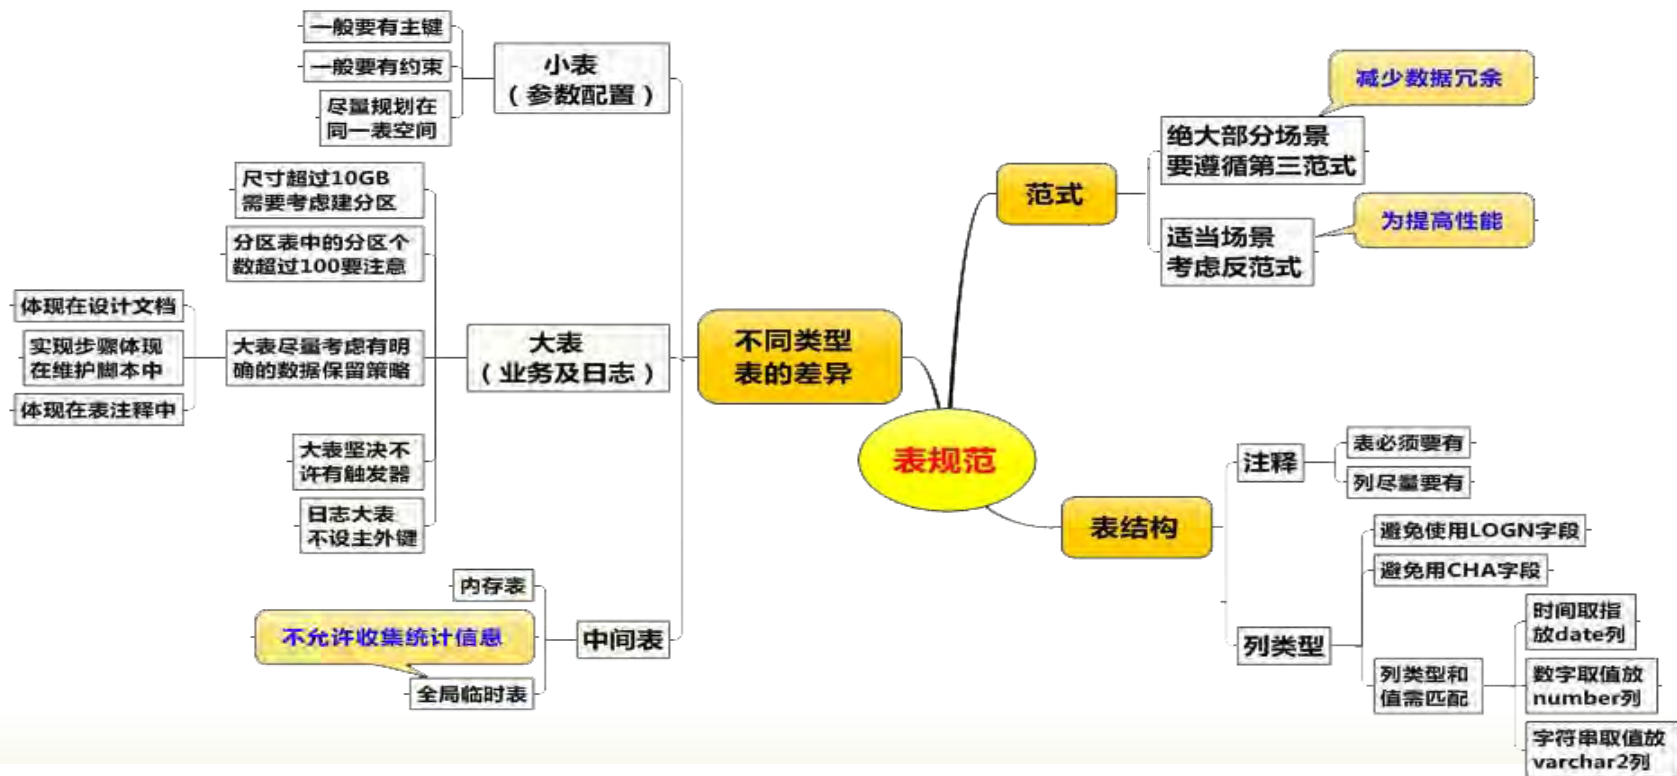 表规范
范式
绝大部分场景
要遵循第三范式
减少数据冗余
适当场景
考虑反范式
为提高性能
表结构
注释
表必须要有
列尽量要有
列类型
避免使用LOGN字段
避免用CHA字段
列类型和
值需匹配
时间取指
放date列
数字取值放
number列
字符串取值放
varchar2列
不同类型
表的差异
小表
（参数配置）
一般要有主键
一般要有约束
尽量规划在
同一表空间
大表
（业务及日志）
尺寸超过10GB
需要考虑建分区
分区表中的分区个
数超过100要注意
大表尽量考虑有明
确的数据保留策略
体现在设计文档
实现步骤体现
在维护脚本中
体现在表注释中
大表坚决不
许有触发器
日志大表
不设主外键
中间表
内存表
不允许收集统计信息
全局临时表